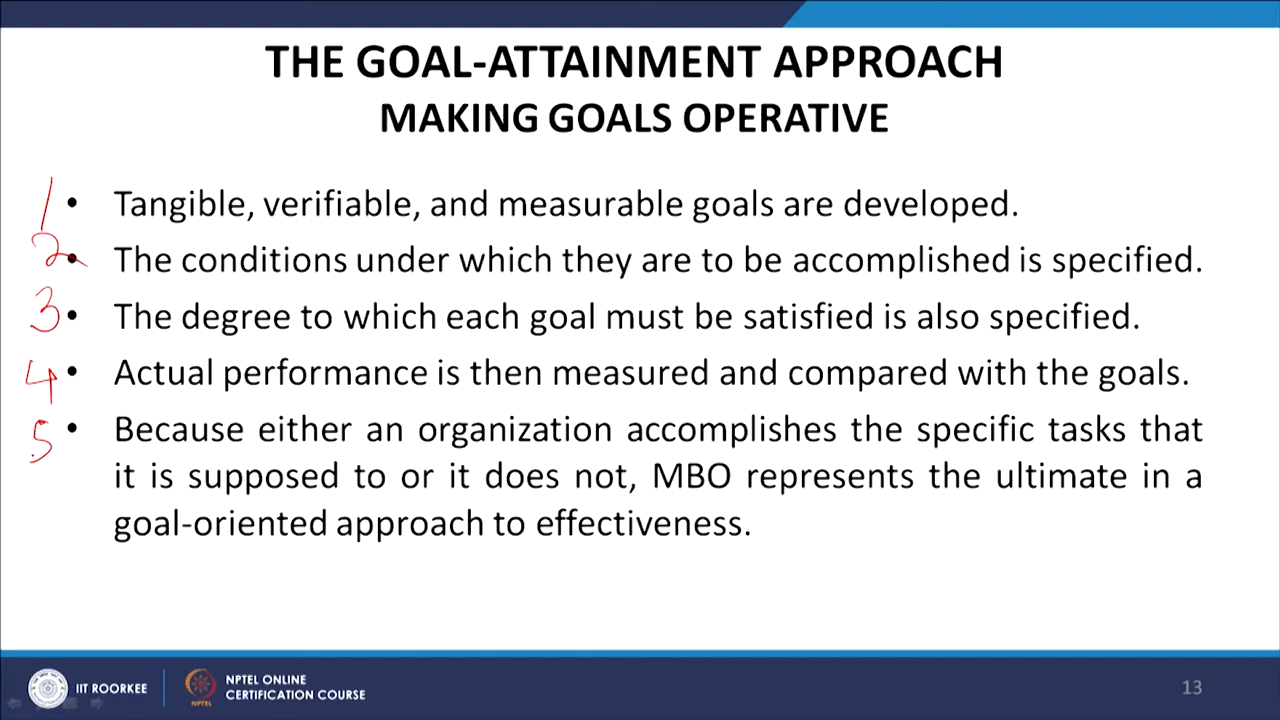 THE GOAL-ATTAINMENT APPROACH
MAKING GOALS OPERATIVE
1 • Tangible, verifiable, and measurable goals are developed.
2 • The conditions under which they are to be accomplished is specified.
3 • The degree to which each goal must be satisfied is also specified.
4 • Actual performance is then measured and compared with the goals.
5 • Because either an organization accomplishes the specific tasks that
it is supposed to or it does not, MBO represents the ultimate in a
goal-oriented approach to effectiveness.
IIT ROORKEE
NPTEL
NPTEL ONLINE
CERTIFICATION COURSE
13